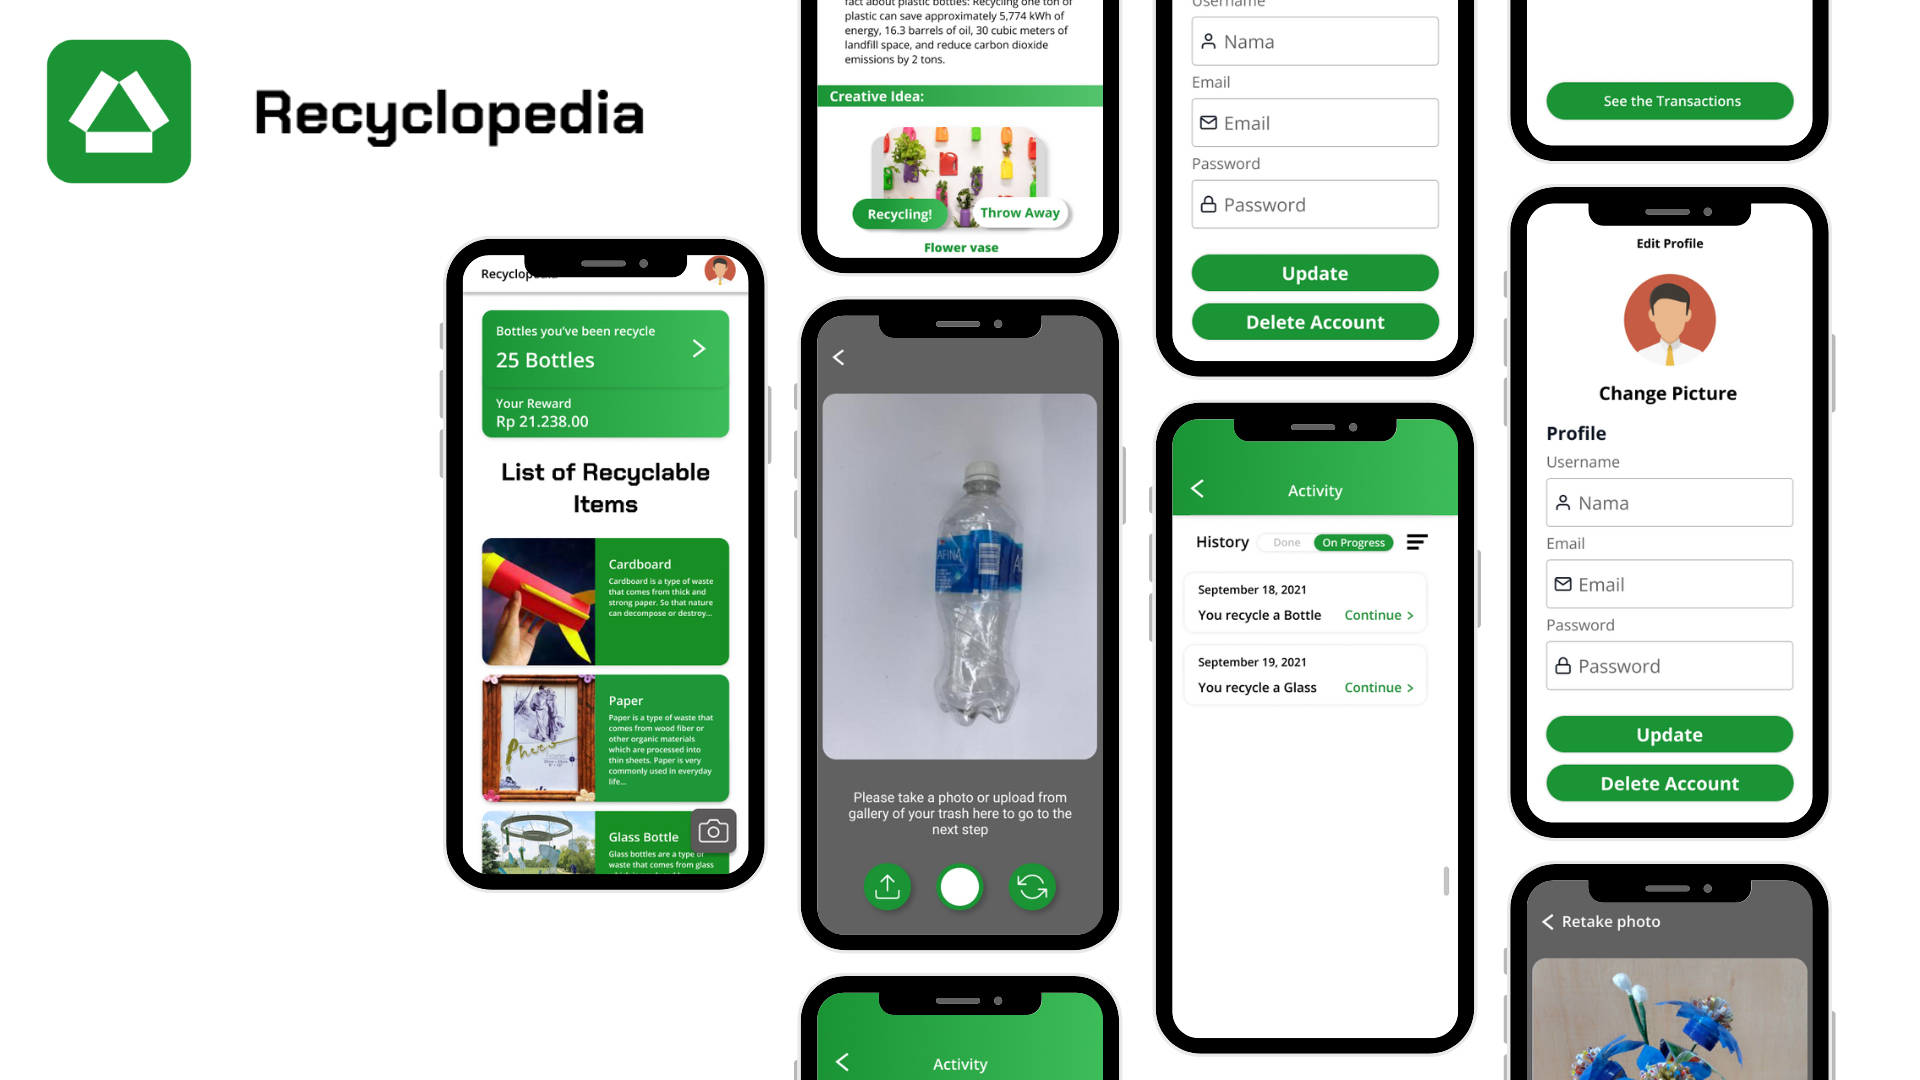 Recyclopedia
Recyclop
Bottles you've been recycle
25 Bottles
Your Reward
Rp 21.238.00
List of Recyclable
Items
Cardboard
Cardboard is a type of waste
that comes from thick and
strong paper. So that nature
can decompose or destroy...
Paper
Paper is a type of waste that
comes from wood fiber or
other organic materials
which are processed into
thin sheets. Paper is very
commonly used in everyday
life...
Photo
Glass Bottle
Glass bottles are a type of
waste that comes from glass
fact about plastic bottles: Recycling one ton of
plastic can save approximately 5,774 kWh of
energy, 16.3 barrels of oil, 30 cubic meters of
landfill space, and reduce carbon dioxide
emissions by 2 tons.
Creative Idea:
Recycling!
Throw Away
Flower vase
AFINA
Please take a photo or upload from
gallery of your trash here to go to the
next step
Activity
Username
Nama
Email
Email
Password
Password
Update
Delete Account
Activity
History
Done
On Progress
September 18, 2021
You recycle a Bottle
Continue >
September 19, 2021
You recycle a Glass
Continue >
See the Transactions
Edit Profile
Change Picture
Profile
Username
Nama
Email
Email
Password
Password
Update
Delete Account
Retake photo